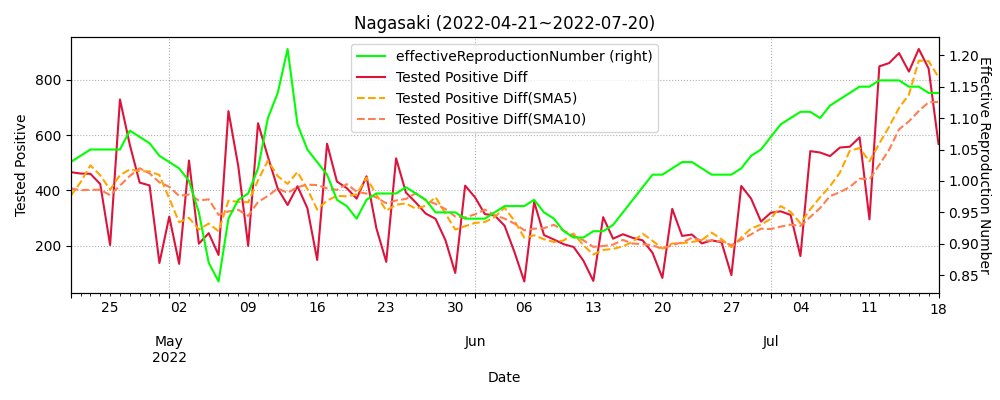 Nagasaki (2022-04-21~2022-07-20)
effectiveReproductionNumber (right)
Tested Positive Diff
Tested Positive Diff(SMA5)
Tested Positive Diff(SMA10)
Tested Positive
800
600
400
200
1.20
1.15
1.10
1.05
1.00
0.95
0.90
0.85
Effective Reproduction Number
25 02 09 16 23 30 06 13 20 27 04 11 18
May Jun Jul
2022
Date